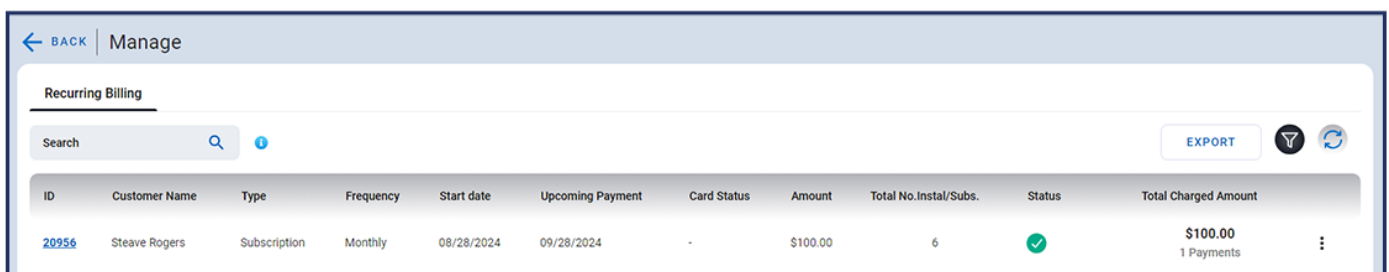 BACK Manage
Recurring Billing
Search
EXPORT
ID Customer Name Type Frequency Start date Upcoming Payment Card Status Amount Total No.Instal/Subs. Status Total Charged Amount
20956 Steave Rogers Subscription Monthly 08/28/2024 09/28/2024 - $100.00 6 $100.00
1 Payments